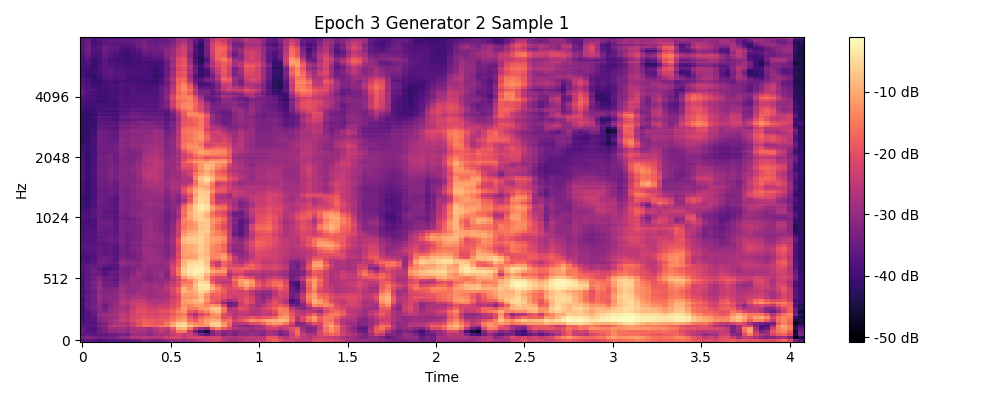 Epoch 3 Generator 2 Sample 1
Hz
4096
2048
1024
512
0
0 0.5 1 1.5 2 2.5 3 3.5 4
Time
-10 dB
-20 dB
-30 dB
-40 dB
-50 dB